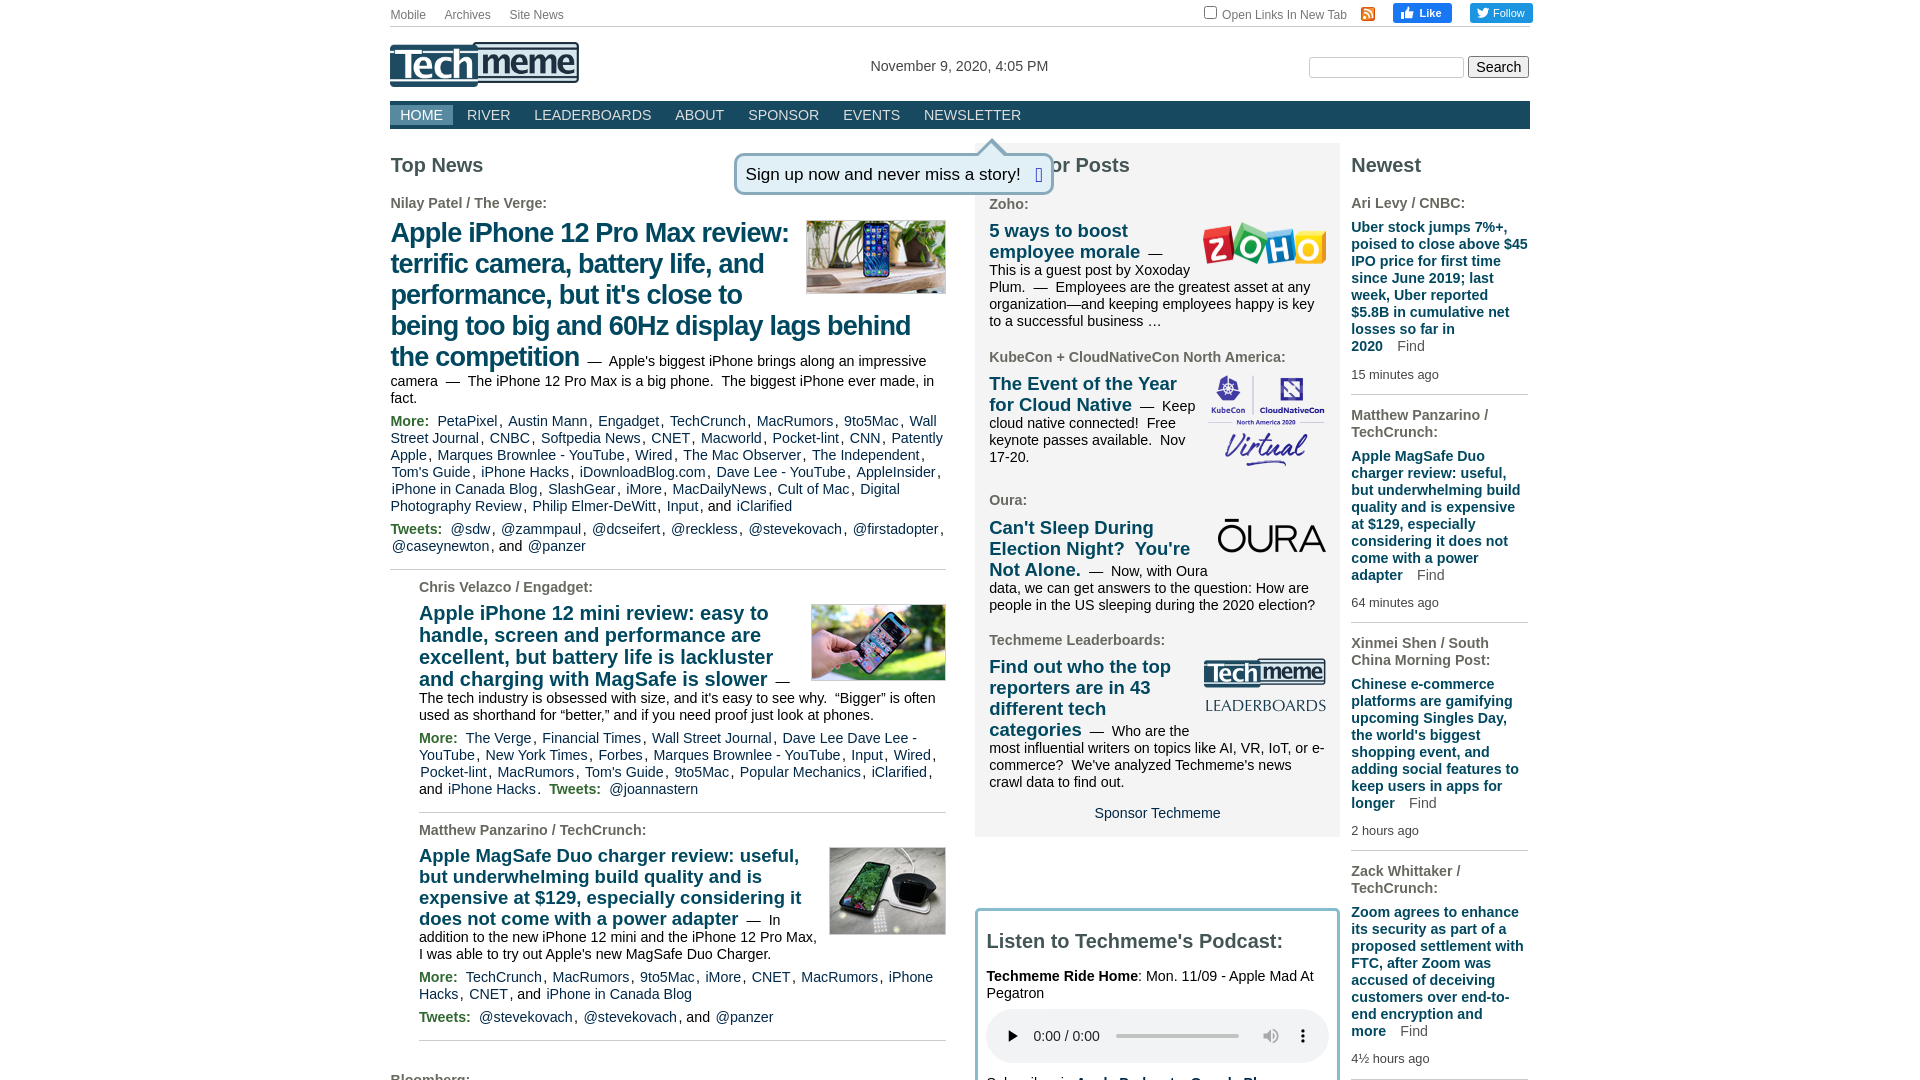 Mobile Archives Site News
Open Links In New Tab
Like
Follow
Techmeme
November 9, 2020, 4:05 PM
Search
HOME RIVER LEADERBOARDS ABOUT SPONSOR EVENTS NEWSLETTER
Sign up now and never miss a story!
Top News
Nilay Patel / The Verge:
Apple iPhone 12 Pro Max review:
terrific camera, battery life, and
performance, but it's close to
being too big and 60Hz display lags behind
the competition — Apple's biggest iPhone brings along an impressive
camera — The iPhone 12 Pro Max is a big phone. The biggest iPhone ever made, in
fact.
More: PetaPixel, Austin Mann, Engadget, TechCrunch, MacRumors, 9to5Mac, Wall
Street Journal, CNBC, Softpedia News, CNET, Macworld, Pocket-lint, CNN, Patently
Apple, Marques Brownlee - YouTube, Wired, The Mac Observer, The Independent,
Tom's Guide, iPhone Hacks, iDownloadBlog.com, Dave Lee - YouTube, AppleInsider,
iPhone in Canada Blog, SlashGear, iMore, MacDailyNews, Cult of Mac, Digital
Photography Review, Philip Elmer-DeWitt, Input, and iClarified
Tweets: @sdw, @zammpaul, @dcseifert, @reckless, @stevekovach, @firstadopter,
@caseynewton, and @panzer
Chris Velazco / Engadget:
Apple iPhone 12 mini review: easy to
handle, screen and performance are
excellent, but battery life is lackluster
and charging with MagSafe is slower —
The tech industry is obsessed with size, and it's easy to see why. “Bigger” is often
used as shorthand for “better,” and if you need proof just look at phones.
More: The Verge, Financial Times, Wall Street Journal, Dave Lee Dave Lee -
YouTube, New York Times, Forbes, Marques Brownlee - YouTube, Input, Wired,
Pocket-lint, MacRumors, Tom's Guide, 9to5Mac, Popular Mechanics, iClarified,
and iPhone Hacks. Tweets: @joannastern
Matthew Panzarino / TechCrunch:
Apple MagSafe Duo charger review: useful,
but underwhelming build quality and is
expensive at $129, especially considering it
does not come with a power adapter — In
addition to the new iPhone 12 mini and the iPhone 12 Pro Max,
I was able to try out Apple's new MagSafe Duo Charger.
More: TechCrunch, MacRumors, 9to5Mac, iMore, CNET, MacRumors, iPhone
Hacks, CNET, and iPhone in Canada Blog
Tweets: @stevekovach, @stevekovach, and @panzer
Bloomberg:
or Posts
Zoho:
5 ways to boost
employee morale —
ZOHO
This is a guest post by Xoxoday
Plum. — Employees are the greatest asset at any
organization—and keeping employees happy is key
to a successful business …
KubeCon + CloudNativeCon North America:
The Event of the Year
for Cloud Native — Keep
cloud native connected! Free
keynote passes available. Nov
17-20.
KubeCon CloudNativeCon
North America 2020
Virtual
Oura:
Can't Sleep During
Election Night? You're
Not Alone. — Now, with Oura
ŌURA
data, we can get answers to the question: How are
people in the US sleeping during the 2020 election?
Techmeme Leaderboards:
Find out who the top
reporters are in 43
different tech
categories — Who are the
Techmeme
LEADERBOARDS
most influential writers on topics like AI, VR, IoT, or e-
commerce? We've analyzed Techmeme's news
crawl data to find out.
Sponsor Techmeme
Listen to Techmeme's Podcast:
Techmeme Ride Home: Mon. 11/09 - Apple Mad At
Pegatron
0:00 / 0:00
Newest
Ari Levy / CNBC:
Uber stock jumps 7%+,
poised to close above $45
IPO price for first time
since June 2019; last
week, Uber reported
$5.8B in cumulative net
losses so far in
2020 Find
15 minutes ago
Matthew Panzarino /
TechCrunch:
Apple MagSafe Duo
charger review: useful,
but underwhelming build
quality and is expensive
at $129, especially
considering it does not
come with a power
adapter Find
64 minutes ago
Xinmei Shen / South
China Morning Post:
Chinese e-commerce
platforms are gamifying
upcoming Singles Day,
the world's biggest
shopping event, and
adding social features to
keep users in apps for
longer Find
2 hours ago
Zack Whittaker /
TechCrunch:
Zoom agrees to enhance
its security as part of a
proposed settlement with
FTC, after Zoom was
accused of deceiving
customers over end-to-
end encryption and
more Find
4½ hours ago